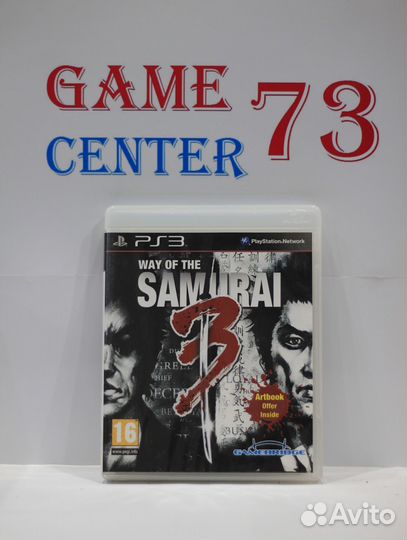 GAME 73
CENTER
PS3 PlayStation.Network
WAY OF THE
SAMURAI
3
GREED
Artbook
Offer
Inside
16
www.pegi.info
GAMEBRIDGE
Avito